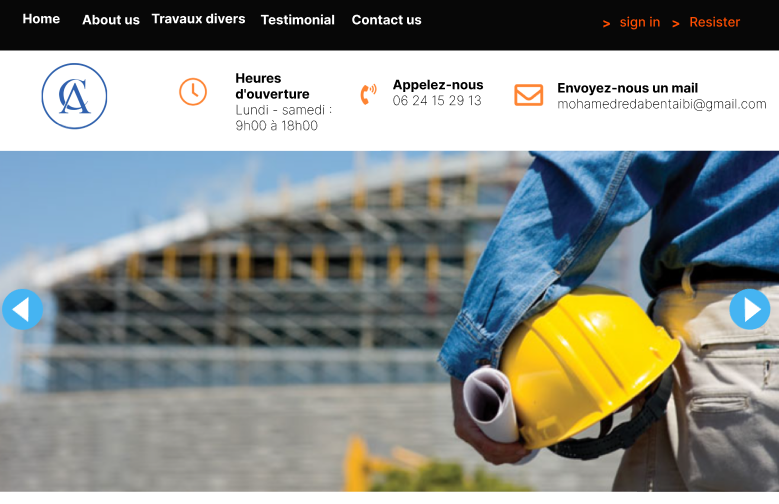 Home About us Travaux divers Testimonial Contact us > sign in > Resister
CA
Heures
d'ouverture
Lundi - samedi :
9h00 à 18h00
Appelez-nous
06 24 15 29 13
Envoyez-nous un mail
mohamedredabentaibi@gmail.com